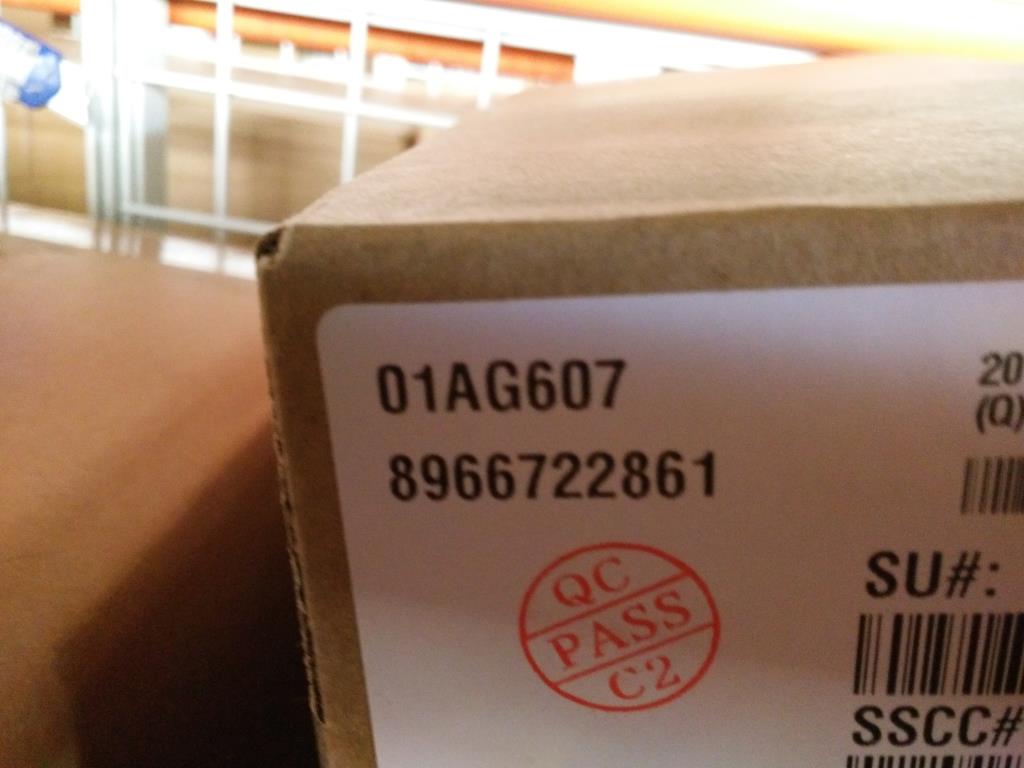 01AG607
8966722861
20
(Q)
SU#:
SSCC#
QC
PASS
C2